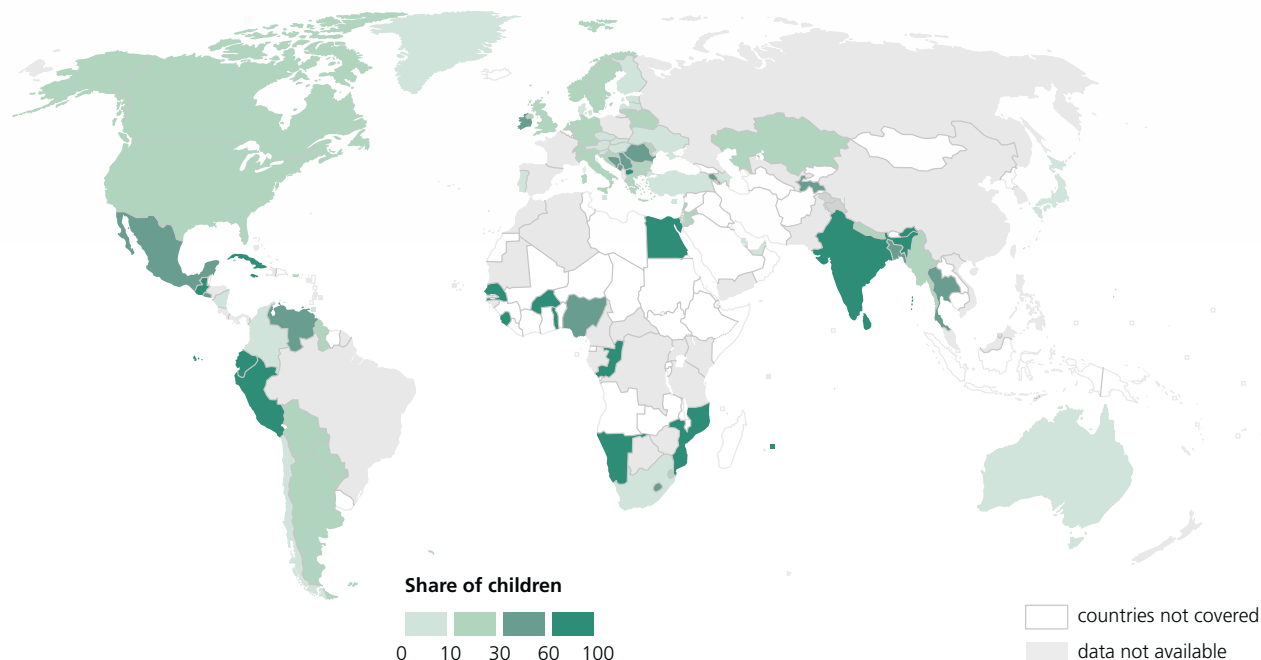 Share of children
0 10 30 60 100
countries not covered
data not available